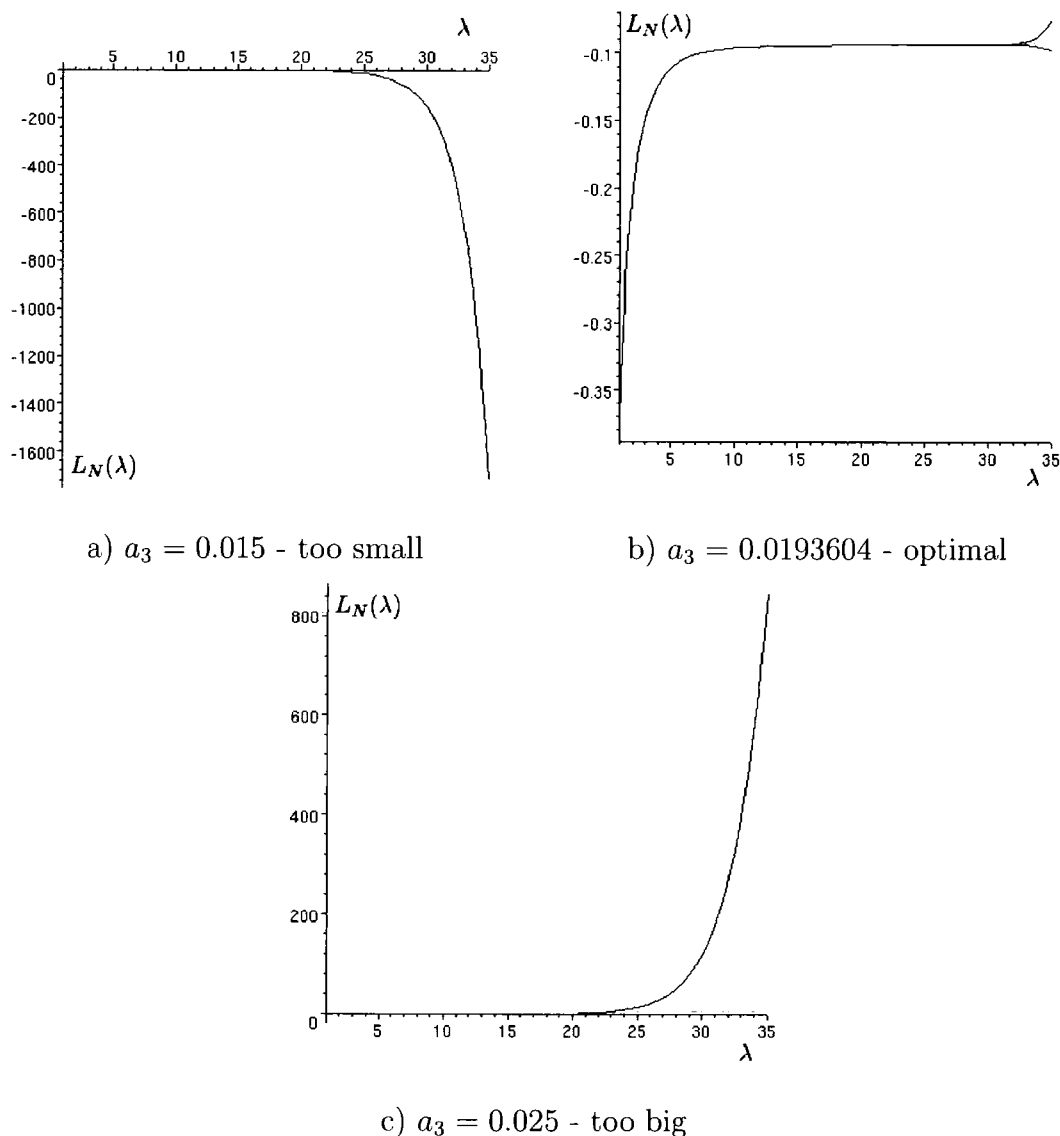 λ
5 10 15 20 25 30 35
0
-200
-400
-600
-800
-1000
-1200
-1400
-1600
L_N(λ)
a) a₃ = 0.015 - too small
L_N(λ)
-0.1
-0.15
-0.2
-0.25
-0.3
-0.35
5 10 15 20 25 30 35
λ
b) a₃ = 0.0193604 - optimal
L_N(λ)
800
600
400
200
0
5 10 15 20 25 30 35
λ
c) a₃ = 0.025 - too big